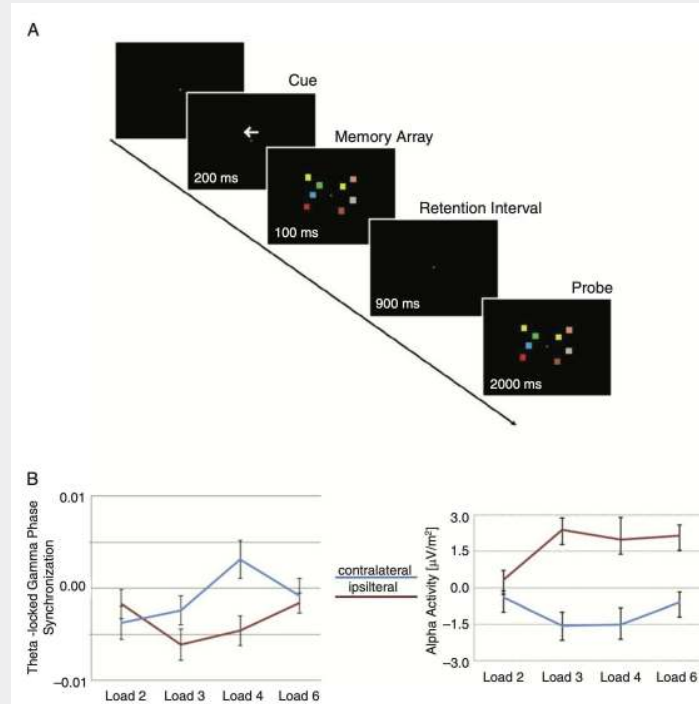 A
Cue
200 ms
Memory Array
100 ms
Retention Interval
900 ms
Probe
2000 ms
B
Theta -locked Gamma Phase
Synchronization
0.01
0.00
–0.01
Load 2 Load 3 Load 4 Load 6
contralateral
ipsilteral
Alpha Activity [μV/m²]
3.0
1.5
0.0
–1.5
–3.0
Load 2 Load 3 Load 4 Load 6